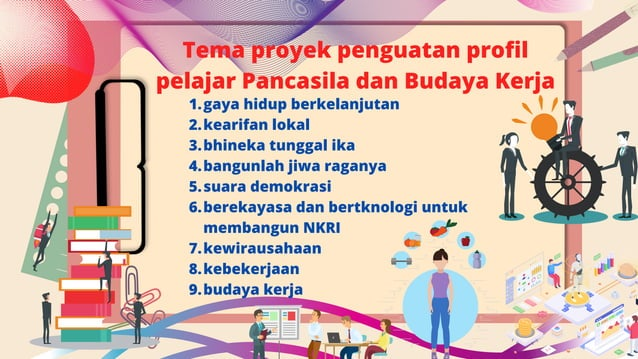 Tema proyek penguatan profil
pelajar Pancasila dan Budaya Kerja
1.gaya hidup berkelanjutan
2.kearifan lokal
3.bhineka tunggal ika
4.bangunlah jiwa raganya
5.suara demokrasi
6.berekayasa dan bertknologi untuk
membangun NKRI
7.kewirausahaan
8.kebekerjaan
9.budaya kerja